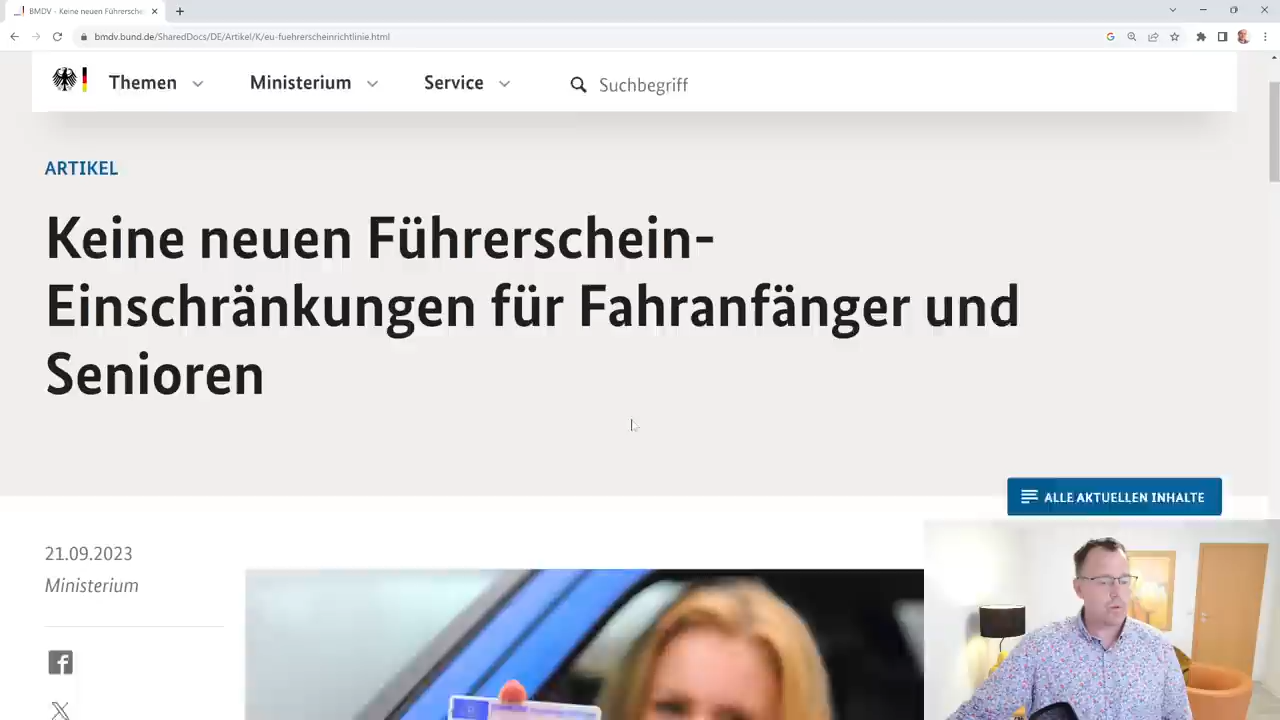 BMDV - Keine neuen Führersche
bmdv.bund.de/SharedDocs/DE/Artikel/K/eu-fuehrerscheinrichtlinie.html
Themen Ministerium Service Suchbegriff
ARTIKEL
Keine neuen Führerschein-
Einschränkungen für Fahranfänger und
Senioren
ALLE AKTUELLEN INHALTE
21.09.2023
Ministerium